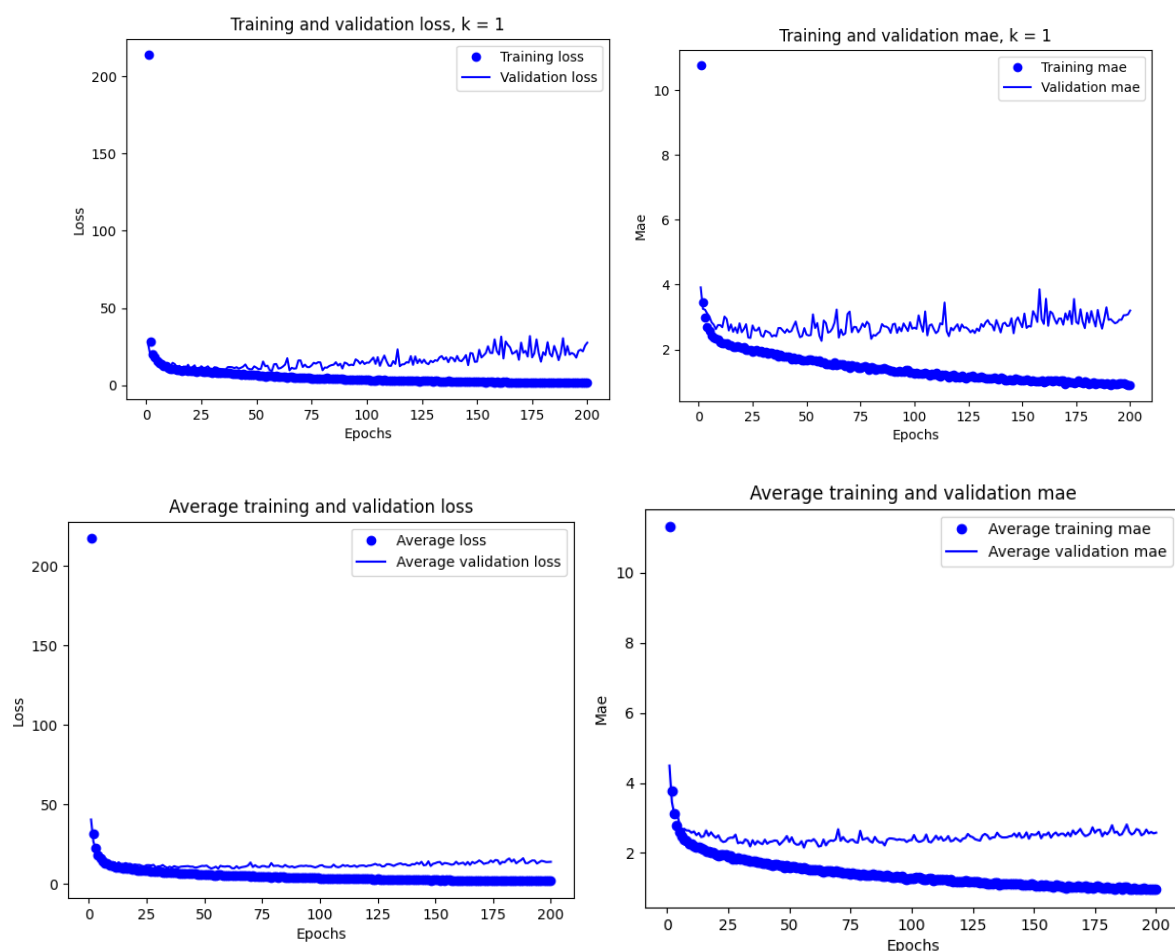 Training and validation loss, k = 1
Training loss
Validation loss
200
150
100
50
0
Loss
0 25 50 75 100 125 150 175 200
Epochs
Training and validation mae, k = 1
Training mae
Validation mae
10
8
6
4
2
Mae
0 25 50 75 100 125 150 175 200
Epochs
Average training and validation loss
Average loss
Average validation loss
200
150
100
50
0
Loss
0 25 50 75 100 125 150 175 200
Epochs
Average training and validation mae
Average training mae
Average validation mae
10
8
6
4
2
Mae
0 25 50 75 100 125 150 175 200
Epochs